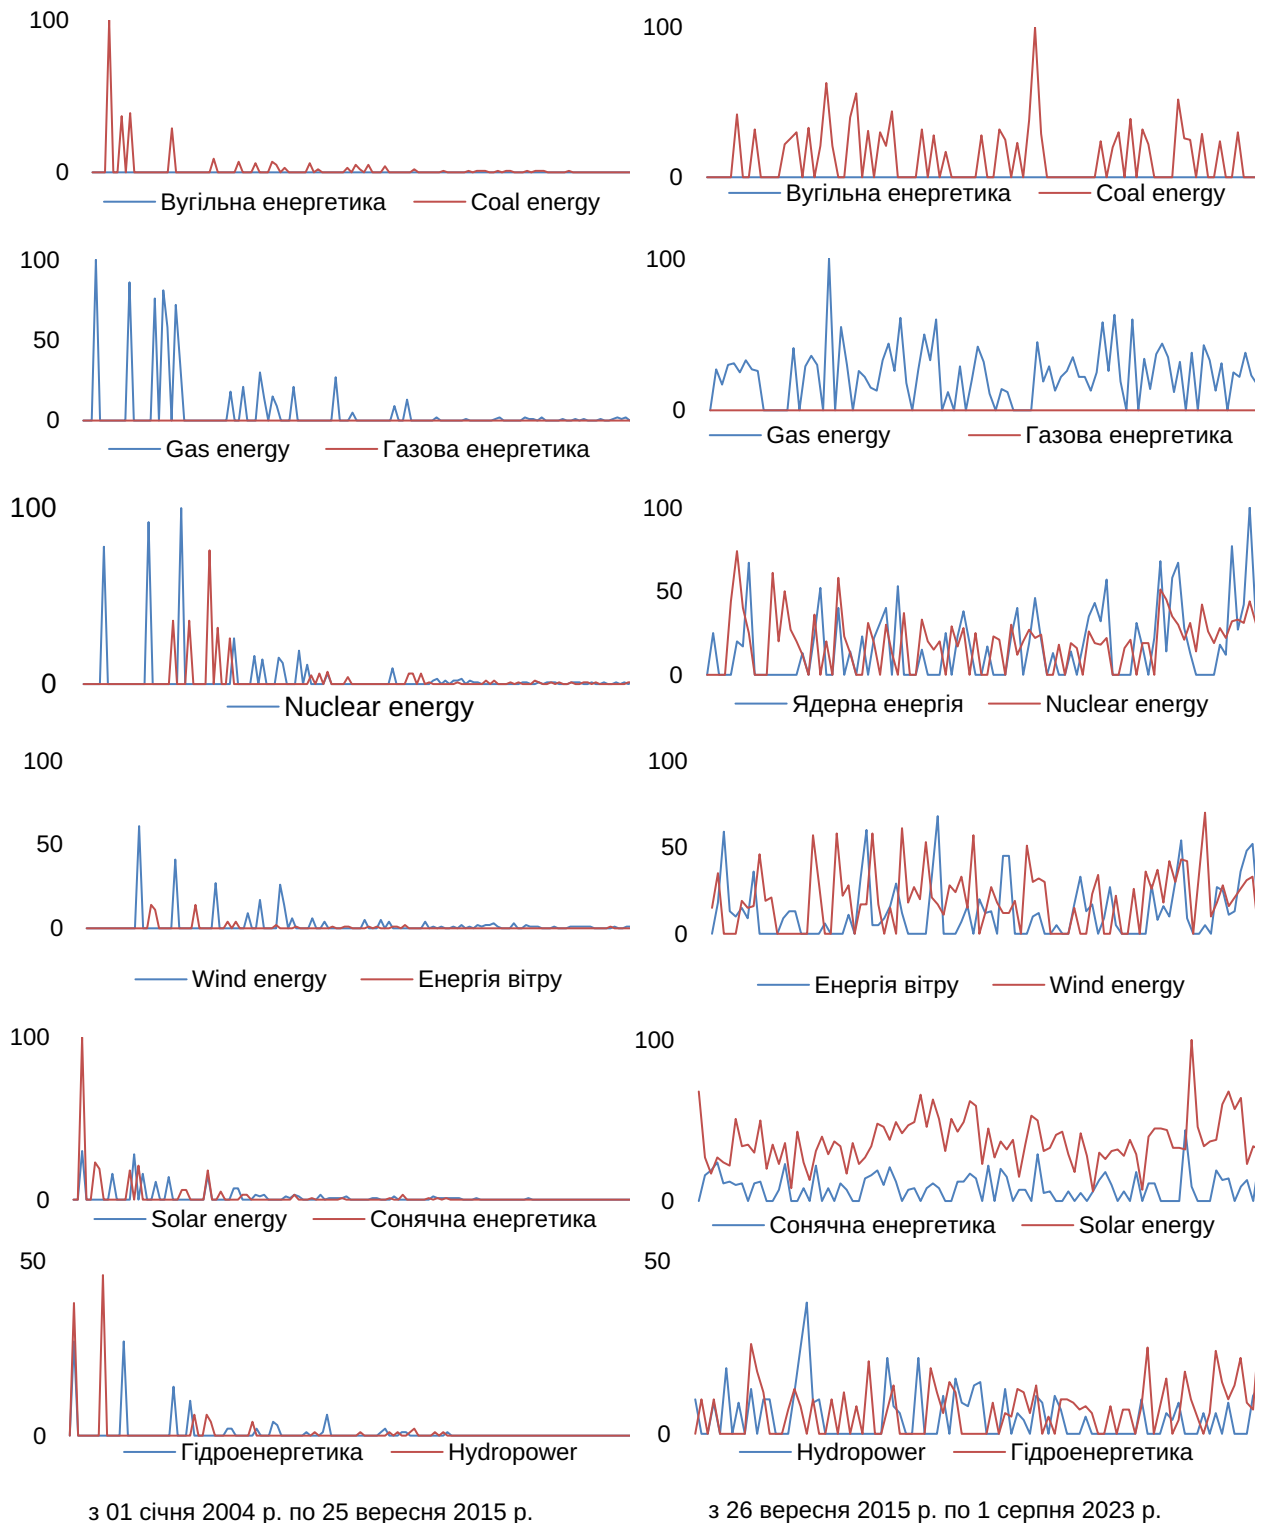 100
0
Вугільна енергетика Coal energy
100
0
Вугільна енергетика Coal energy
100
50
0
Gas energy Газова енергетика
100
0
Gas energy Газова енергетика
100
0
Nuclear energy
100
50
0
Ядерна енергія Nuclear energy
100
50
0
Wind energy Енергія вітру
100
50
0
Енергія вітру Wind energy
100
0
Solar energy Сонячна енергетика
100
0
Сонячна енергетика Solar energy
50
0
Гідроенергетика Hydropower
50
0
Hydropower Гідроенергетика
з 01 січня 2004 р. по 25 вересня 2015 р.
з 26 вересня 2015 р. по 1 серпня 2023 р.